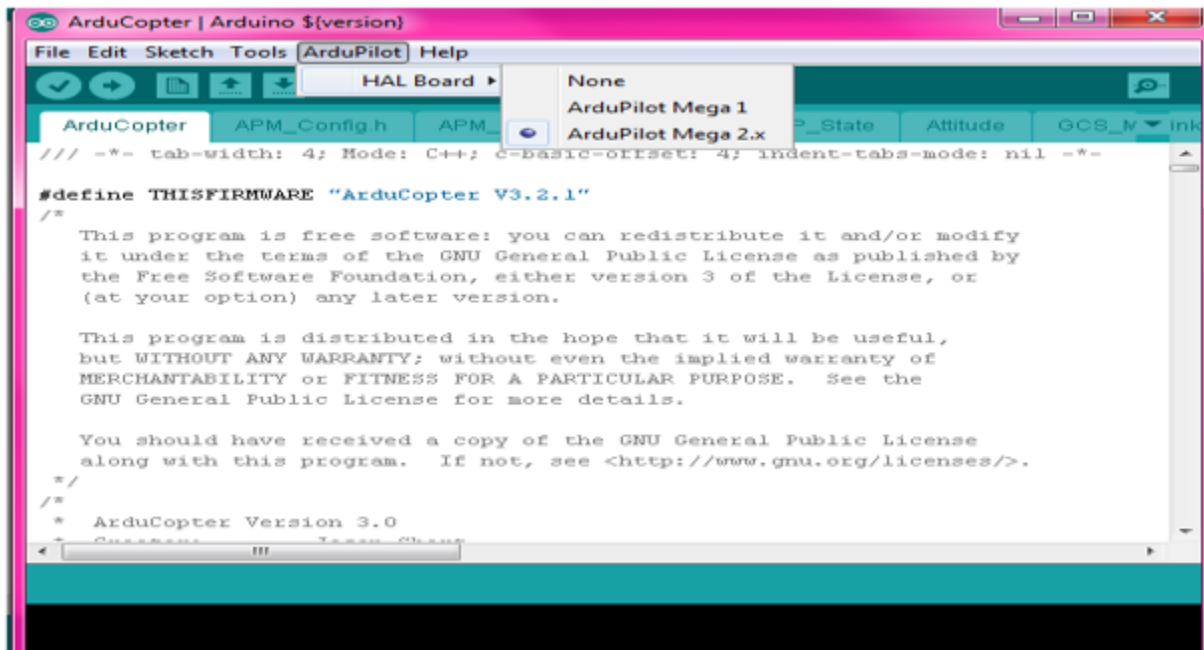 ArduCopter | Arduino ${version}
File Edit Sketch Tools ArduPilot Help
HAL Board
None
ArduPilot Mega 1
ArduPilot Mega 2.x
ArduCopter APM_Config.h APM_ P_State Attitude GCS_M ink
/// -*- tab-width: 4; Mode: C++; c-basic-offset: 4; indent-tabs-mode: nil -*-
#define THISFIRMWARE "ArduCopter V3.2.1"
/*
This program is free software: you can redistribute it and/or modify
it under the terms of the GNU General Public License as published by
the Free Software Foundation, either version 3 of the License, or
(at your option) any later version.
This program is distributed in the hope that it will be useful,
but WITHOUT ANY WARRANTY; without even the implied warranty of
MERCHANTABILITY or FITNESS FOR A PARTICULAR PURPOSE. See the
GNU General Public License for more details.
You should have received a copy of the GNU General Public License
along with this program. If not, see <http://www.gnu.org/licenses/>.
*/
/*
* ArduCopter Version 3.0